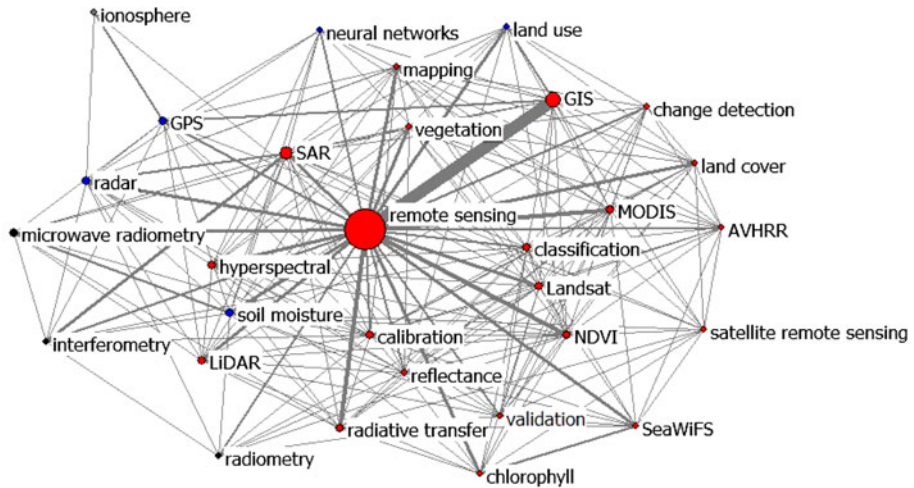 ionosphere
neural networks
land use
mapping
GIS
change detection
GPS
vegetation
SAR
land cover
radar
remote sensing
MODIS
AVHRR
microwave radiometry
classification
hyperspectral
Landsat
soil moisture
calibration
NDVI
satellite remote sensing
interferometry
LiDAR
reflectance
validation
SeaWiFS
radiative transfer
radiometry
chlorophyll